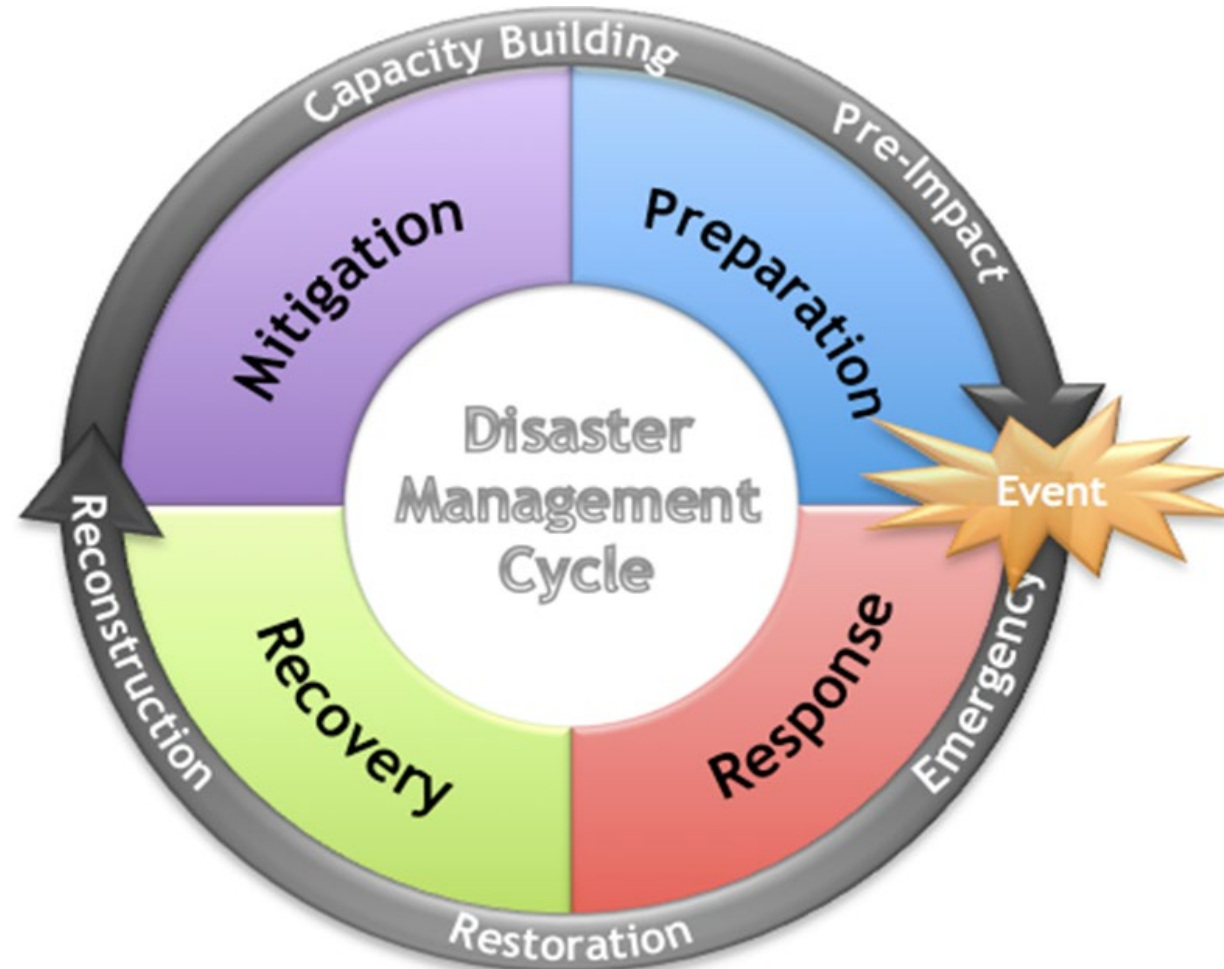 Capacity Building
Pre-Impact
Mitigation
Preparation
Disaster
Management
Cycle
Event
Reconstruction
Recovery
Response
Emergency
Restoration